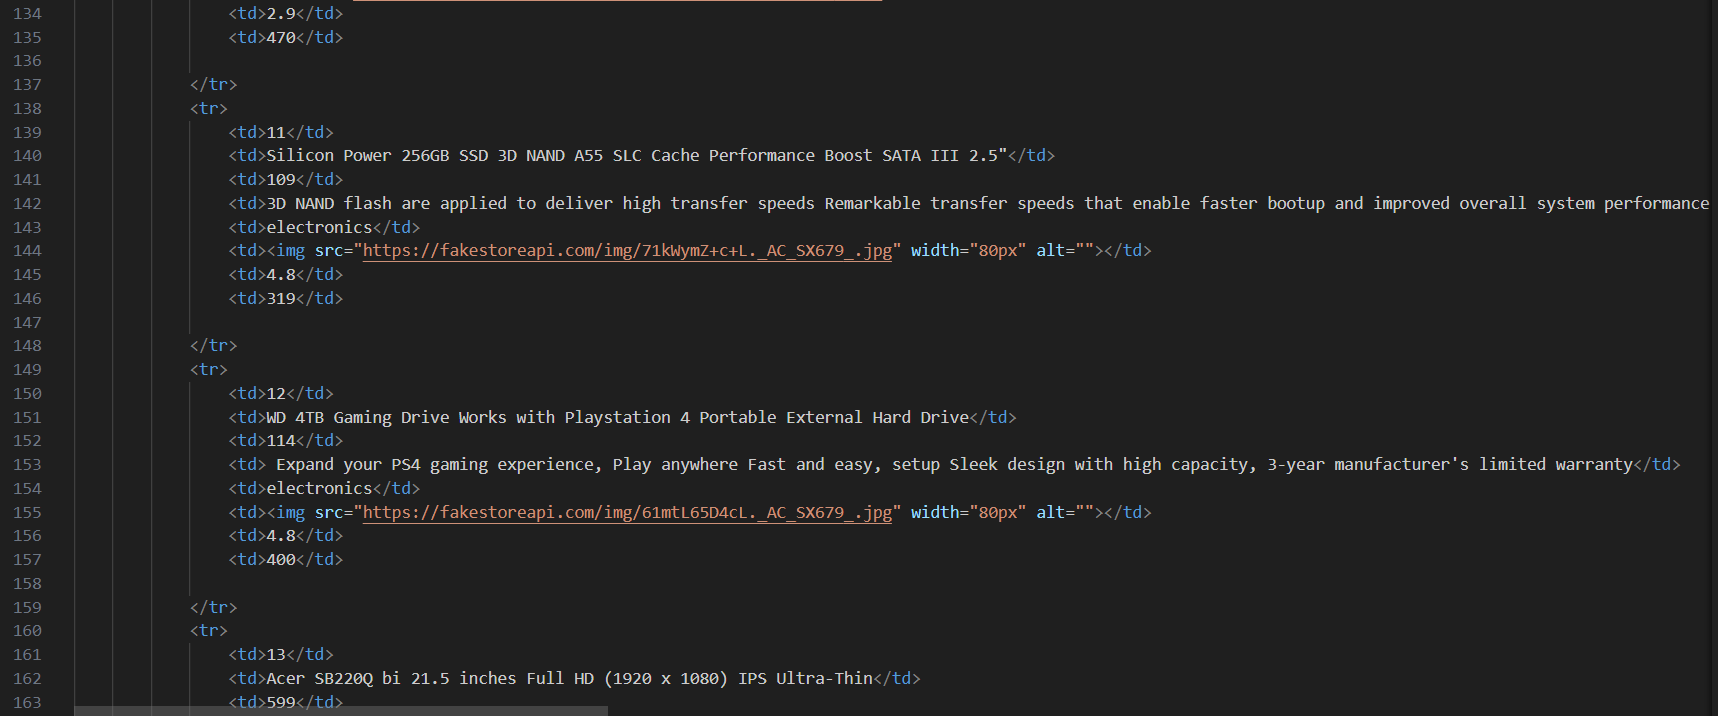 134 <td>2.9</td>
135 <td>470</td>
136
137 </tr>
138 <tr>
139 <td>11</td>
140 <td>Silicon Power 256GB SSD 3D NAND A55 SLC Cache Performance Boost SATA III 2.5"</td>
141 <td>109</td>
142 <td>3D NAND flash are applied to deliver high transfer speeds Remarkable transfer speeds that enable faster bootup and improved overall system performance
143 <td>electronics</td>
144 <td><img src="https://fakestoreapi.com/img/71kWymZ+c+L._AC_SX679_.jpg" width="80px" alt=""></td>
145 <td>4.8</td>
146 <td>319</td>
147
148 </tr>
149 <tr>
150 <td>12</td>
151 <td>WD 4TB Gaming Drive Works with Playstation 4 Portable External Hard Drive</td>
152 <td>114</td>
153 <td> Expand your PS4 gaming experience, Play anywhere Fast and easy, setup Sleek design with high capacity, 3-year manufacturer's limited warranty</td>
154 <td>electronics</td>
155 <td><img src="https://fakestoreapi.com/img/61mtL65D4cL._AC_SX679_.jpg" width="80px" alt=""></td>
156 <td>4.8</td>
157 <td>400</td>
158
159 </tr>
160 <tr>
161 <td>13</td>
162 <td>Acer SB220Q bi 21.5 inches Full HD (1920 x 1080) IPS Ultra-Thin</td>
163 <td>599</td>